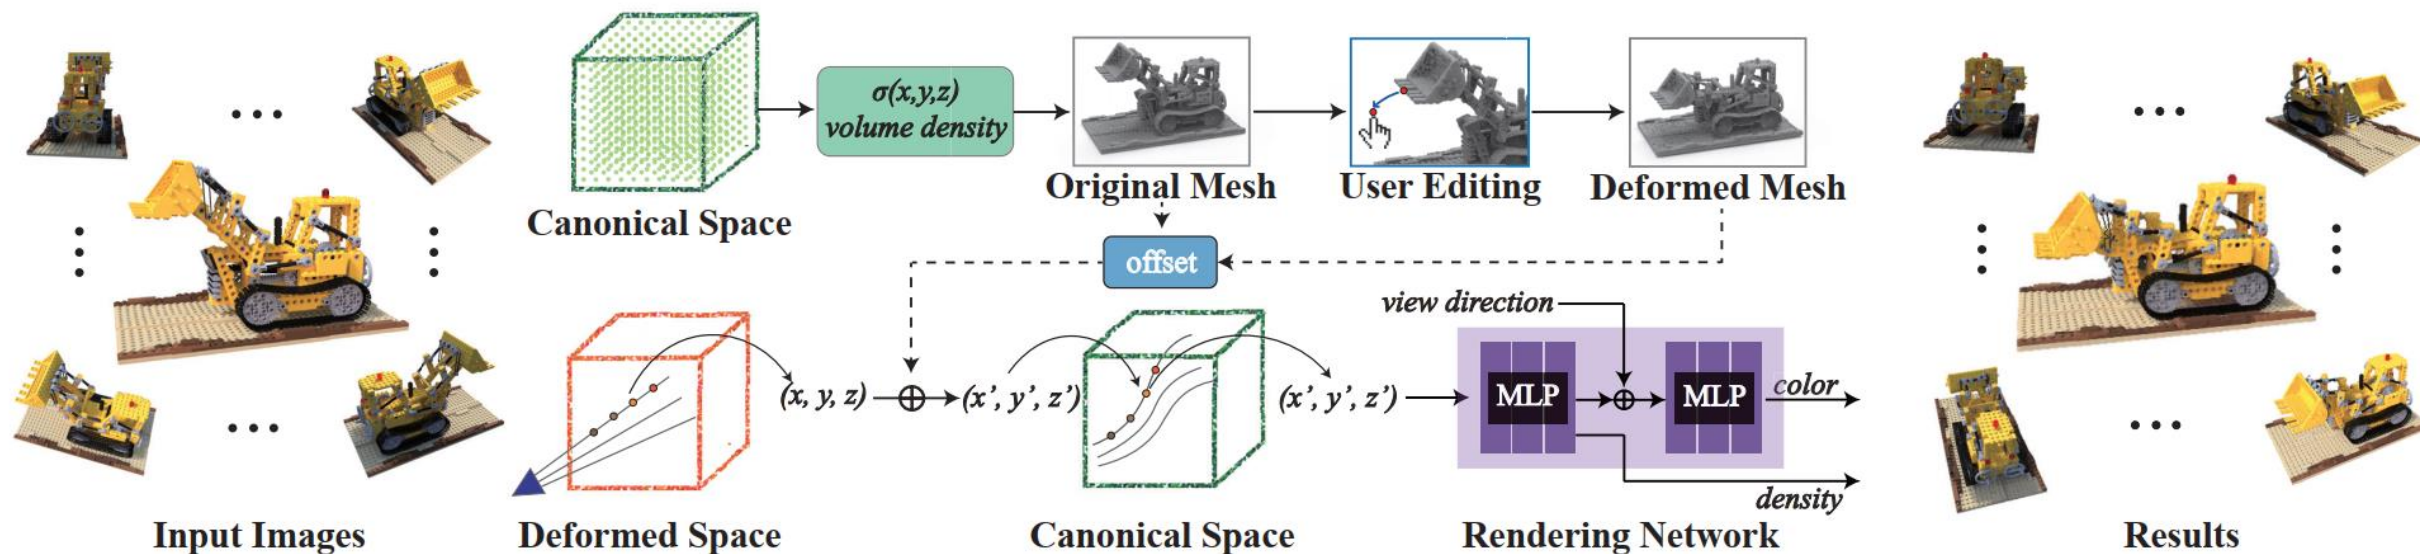 σ(x,y,z)
volume density
Canonical Space
Original Mesh
User Editing
Deformed Mesh
offset
view direction
(x, y, z)
(x’, y’, z’)
(x’, y’, z’)
MLP
MLP
color
density
Input Images
Deformed Space
Canonical Space
Rendering Network
Results